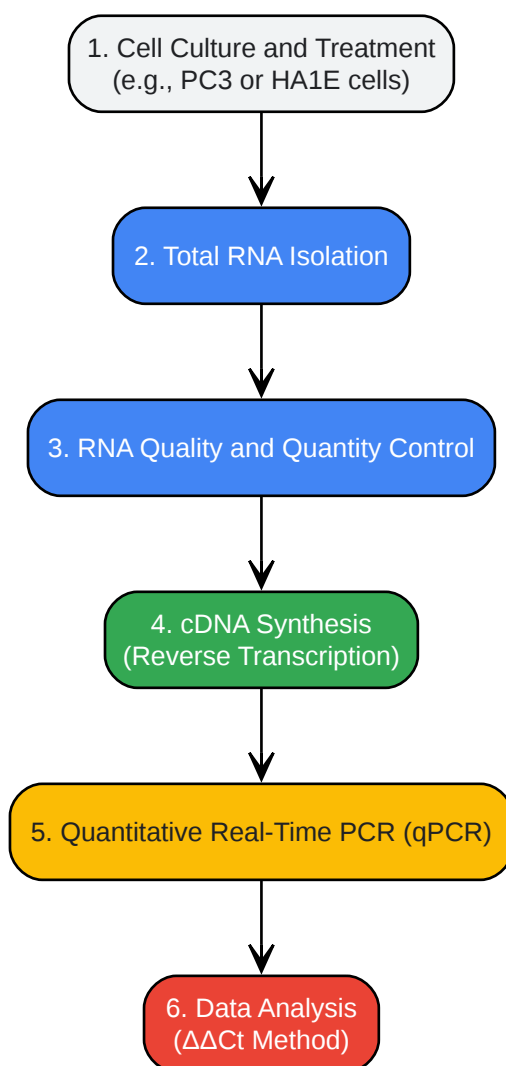 1. Cell Culture and Treatment
(e.g., PC3 or HA1E cells)
2. Total RNA Isolation
3. RNA Quality and Quantity Control
4. cDNA Synthesis
(Reverse Transcription)
5. Quantitative Real-Time PCR (qPCR)
6. Data Analysis
(ΔΔCt Method)